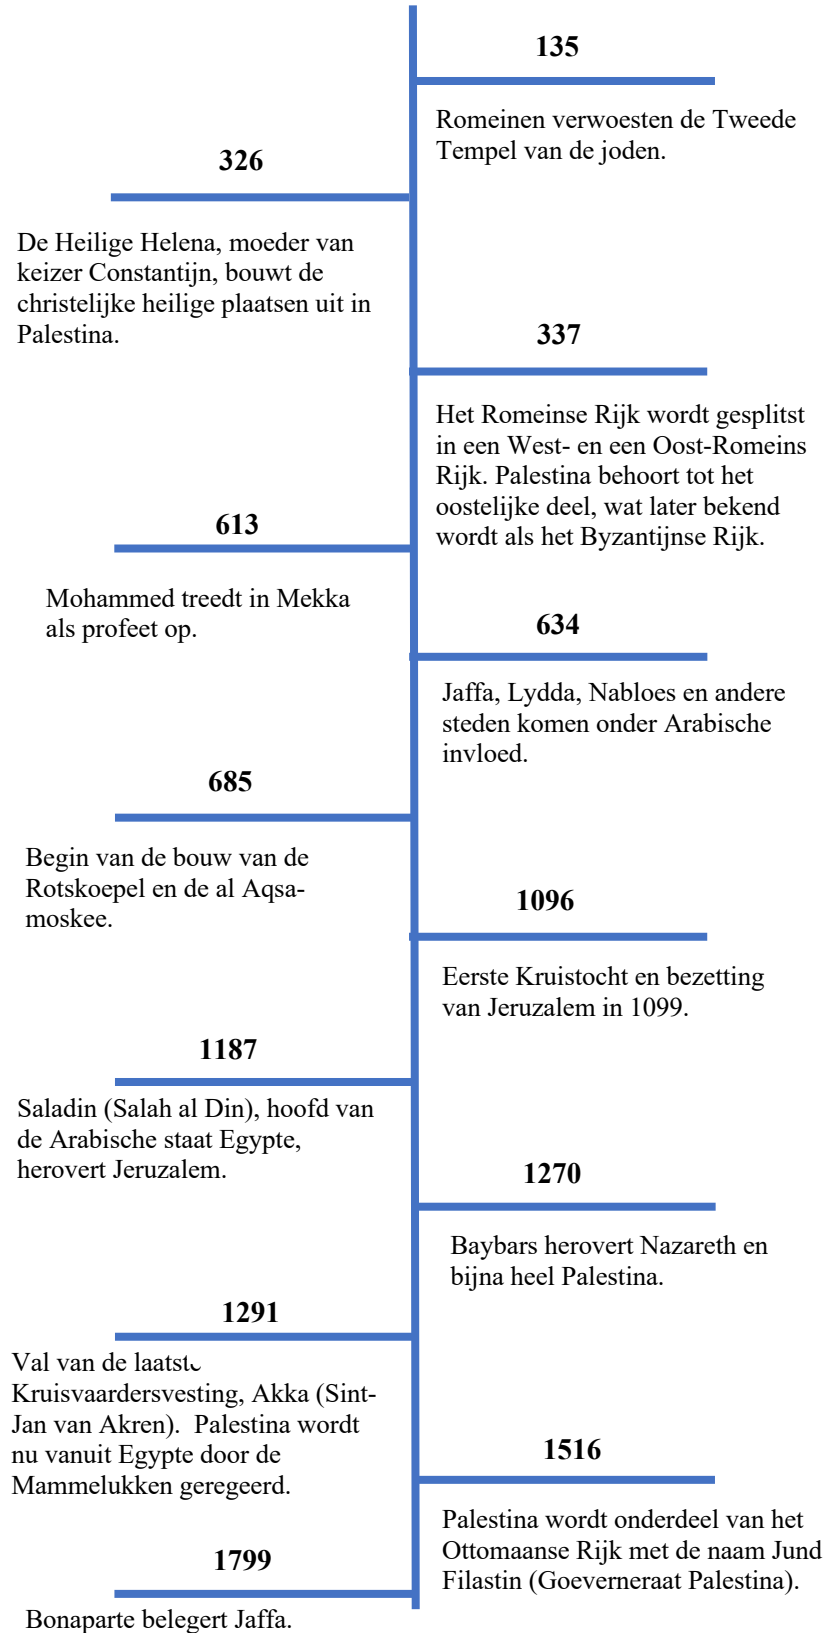 135
Romeinen verwoesten de Tweede
Tempel van de joden.
326
De Heilige Helena, moeder van
keizer Constantijn, bouwt de
christelijke heilige plaatsen uit in
Palestina.
337
Het Romeinse Rijk wordt gesplitst
in een West- en een Oost-Romeins
Rijk. Palestina behoort tot het
oostelijke deel, wat later bekend
wordt als het Byzantijnse Rijk.
613
Mohammed treedt in Mekka
als profeet op.
634
Jaffa, Lydda, Nabloes en andere
steden komen onder Arabische
invloed.
685
Begin van de bouw van de
Rotskoepel en de al Aqsa-
moskee.
1096
Eerste Kruistocht en bezetting
van Jeruzalem in 1099.
1187
Saladin (Salah al Din), hoofd van
de Arabische staat Egypte,
herovert Jeruzalem.
1270
Baybars herovert Nazareth en
bijna heel Palestina.
1291
Val van de laatste
Kruisvaardersvesting, Akka (Sint-
Jan van Akren). Palestina wordt
nu vanuit Egypte door de
Mammelukken geregeerd.
1516
Palestina wordt onderdeel van het
Ottomaanse Rijk met de naam Jund
Filastin (Goeverneraat Palestina).
1799
Bonaparte belegert Jaffa.